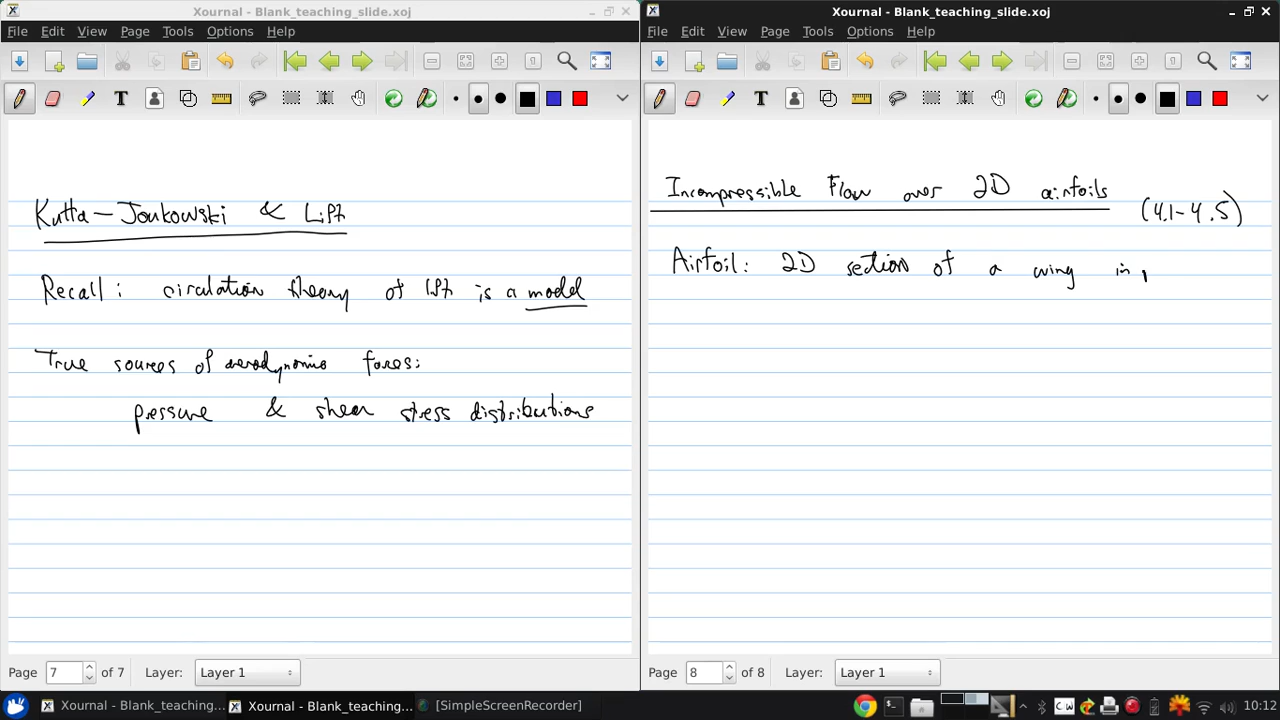 Xournal - Blank_teaching_slide.xoj
File Edit View Page Tools Options Help
Kutta-Joukowski & Lift
Recall: circulation theory of lift is a model
True sources of aerodynamic forces:
pressure & shear stress distributions
Page 7 of 7 Layer: Layer 1
Xournal - Blank_teaching_slide.xoj
File Edit View Page Tools Options Help
Incompressible Flow over 2D airfoils
(4.1-4.5)
Airfoil: 2D section of a wing in
Page 8 of 8 Layer: Layer 1
Xournal - Blank_teaching_... Xournal - Blank_teaching_... [SimpleScreenRecorder] 10:12